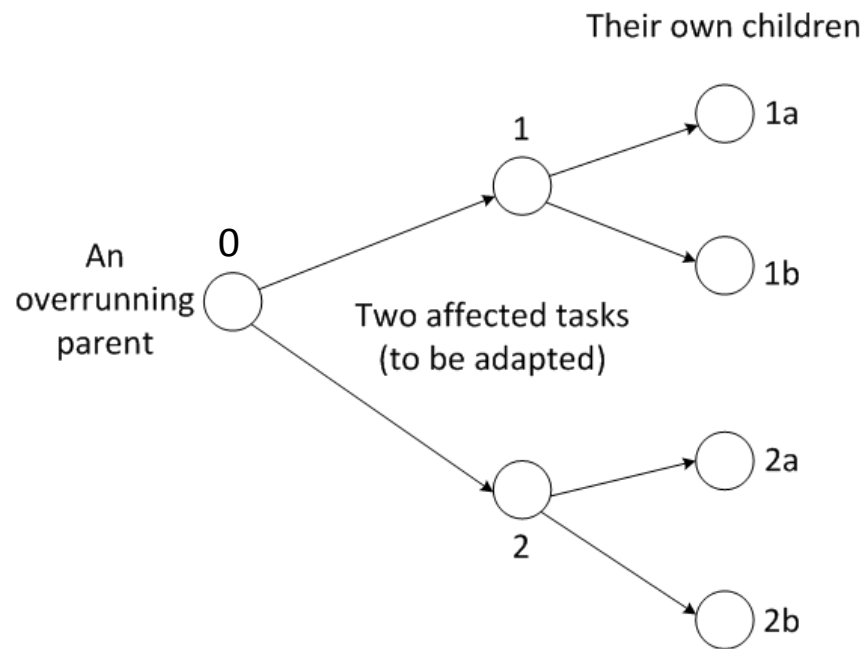 Their own children
1a
1
1b
0
An
overrunning
parent
Two affected tasks
(to be adapted)
2a
2
2b